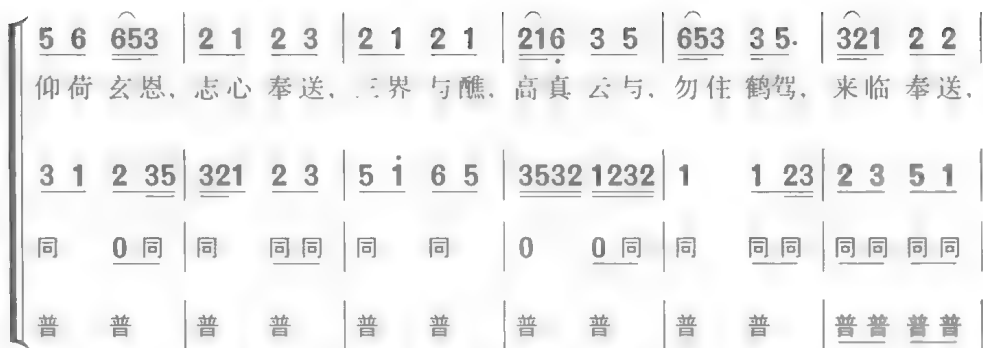 5 6 653 | 2 1 2 3 | 2 1 2 1 | 216 3 5 | 653 3 5· | 321 2 2
仰荷 玄恩, 志心 奉送, 三界 与醮, 高真 云与, 勿住 鹤驾, 来临 奉送,
3 1 2 35 | 321 2 3 | 5 i 6 5 | 3532 1232 | 1 1 23 | 2 3 5 1
同 0 同 | 同 同同 | 同 同 | 0 0 同 | 同 同同 | 同同 同同
普 普 | 普 普 | 普 普 | 普 普 | 普 普 | 普普 普普